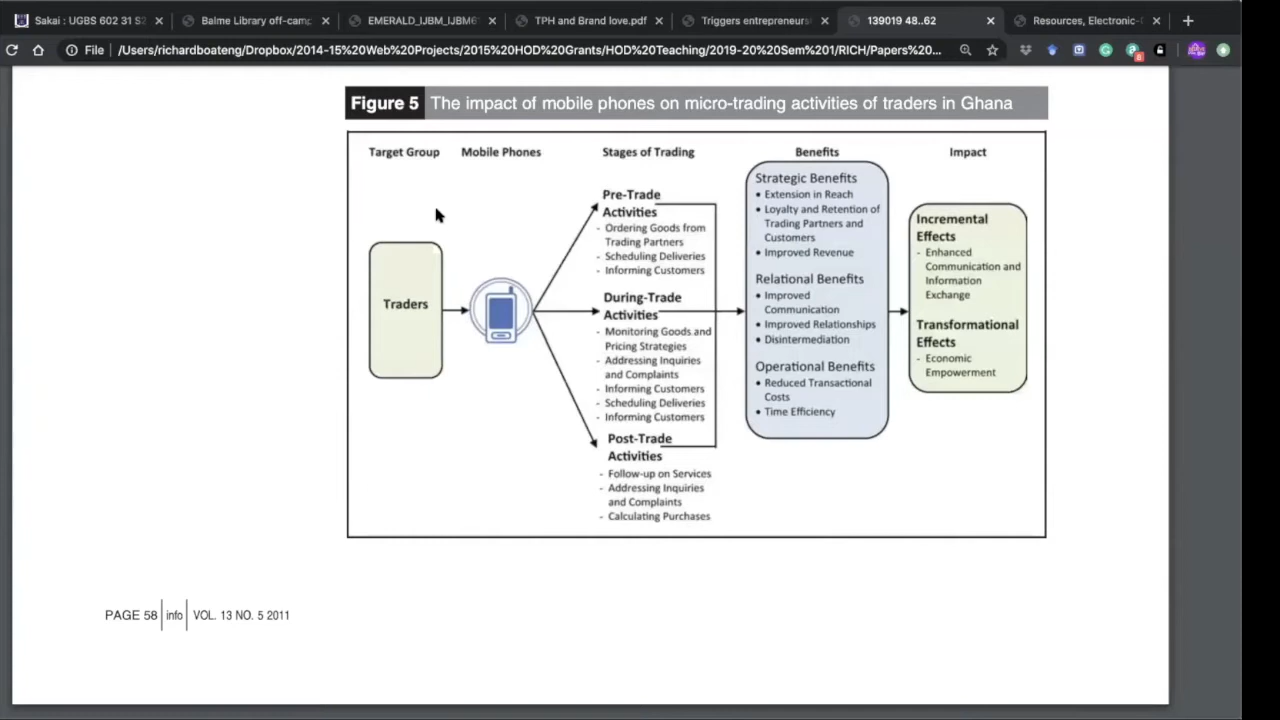 Sakai : UGBS 602 31 S2
Balme Library off-camp
EMERALD_IJBM_IJBM6
TPH and Brand love.pdf
Triggers entrepreneurs
139019 48..62
Resources, Electronic-
File
/Users/richardboateng/Dropbox/2014-15%20Web%20Projects/2015%20HOD%20Grants/HOD%20Teaching/2019-20%20Sem%201/RICH/Papers%20...
8
Figure 5 The impact of mobile phones on micro-trading activities of traders in Ghana
Target Group
Mobile Phones
Stages of Trading
Benefits
Impact
Traders
Pre-Trade
Activities
- Ordering Goods from
Trading Partners
- Scheduling Deliveries
- Informing Customers
During-Trade
Activities
- Monitoring Goods and
Pricing Strategies
- Addressing Inquiries
and Complaints
- Informing Customers
- Scheduling Deliveries
- Informing Customers
Post-Trade
Activities
- Follow-up on Services
- Addressing Inquiries
and Complaints
- Calculating Purchases
Strategic Benefits
• Extension in Reach
• Loyalty and Retention of
Trading Partners and
Customers
• Improved Revenue
Relational Benefits
• Improved
Communication
• Improved Relationships
• Disintermediation
Operational Benefits
• Reduced Transactional
Costs
• Time Efficiency
Incremental
Effects
- Enhanced
Communication and
Information
Exchange
Transformational
Effects
- Economic
Empowerment
PAGE 58 | info | VOL. 13 NO. 5 2011